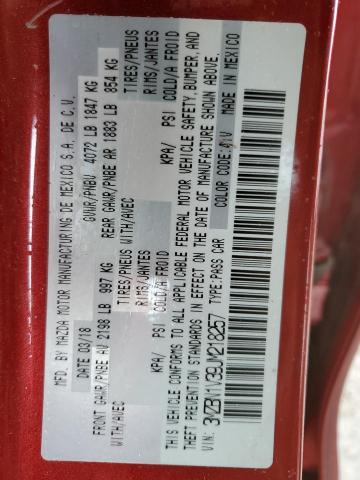 MFD. BY MAZDA MOTOR MANUFACTURING DE MEXICO S.A. DE C.V.
DATE 03/18 GVWR/PNBV 4072 LB 1847 KG
FRONT GAWR/PNBE AV 2198 LB 997 KG REAR GAWR/PNBE AR 1883 LB 854 KG
WITH/AVEC TIRES/PNEUS WITH/AVEC TIRES/PNEUS
RIMS/JANTES RIMS/JANTES
KPA/ PSI COLD/A FROID KPA/ PSI COLD/A FROID
THIS VEHICLE CONFORMS TO ALL APPLICABLE FEDERAL MOTOR VEHICLE SAFETY, BUMPER, AND
THEFT PREVENTION STANDARDS IN EFFECT ON THE DATE OF MANUFACTURE SHOWN ABOVE.
VIN: 3MZBN1V39JM218257 TYPE: PASS CAR COLOR CODE: 41V MADE IN MEXICO